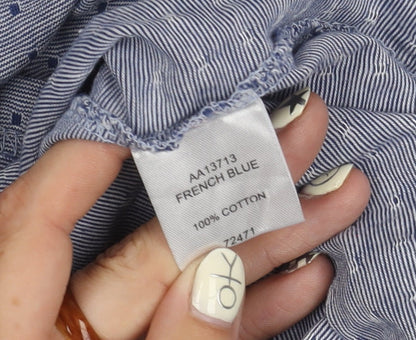 AA13713
FRENCH BLUE
100% COTTON
72471